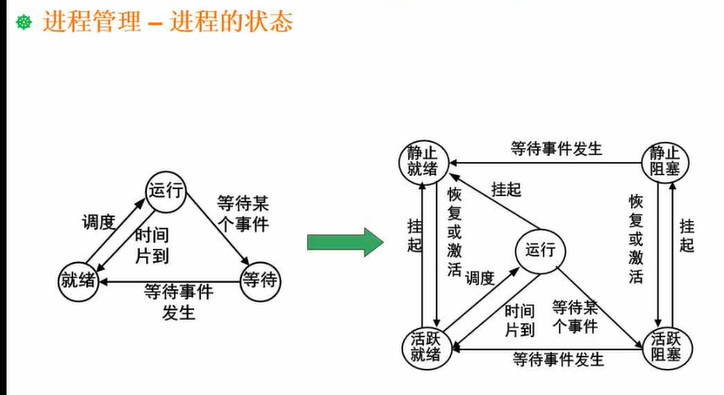 进程管理 – 进程的状态
运行
等待某
个事件
调度
时间
片到
就绪
等待
等待事件
发生
静止
就绪
等待事件发生
静止
阻塞
挂起
恢复或激活
挂起
运行
恢复或激活
挂起
调度
时间
片到
等待某
个事件
活跃
就绪
活跃
阻塞
等待事件发生